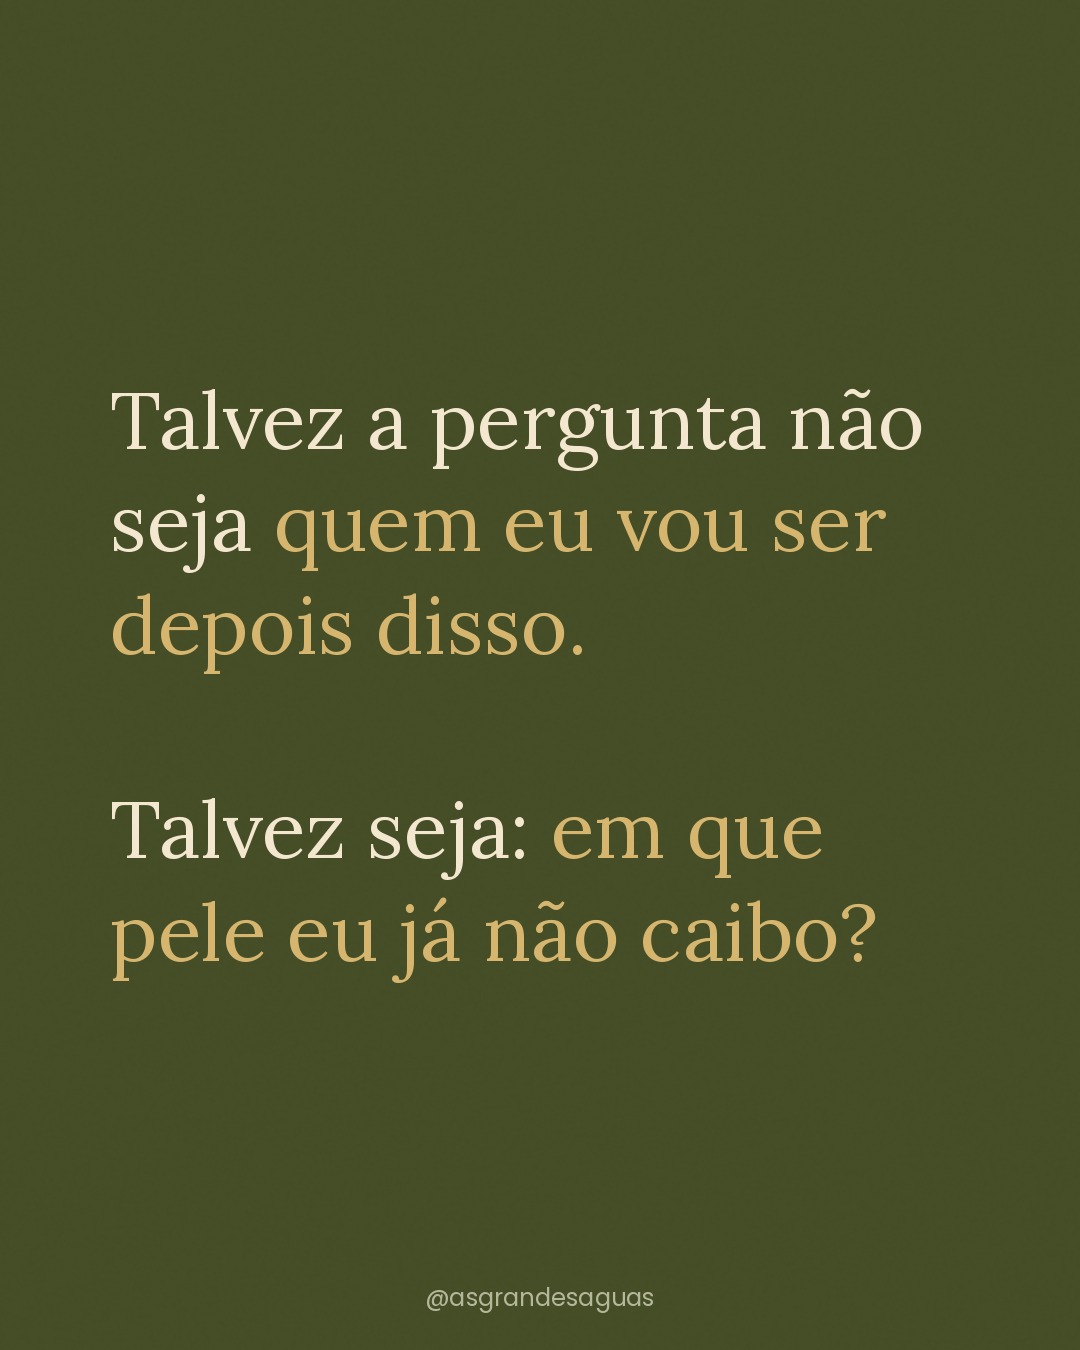 Talvez a pergunta não
seja quem eu vou ser
depois disso.
Talvez seja: em que
pele eu já não caibo?
@asgrandesaguas